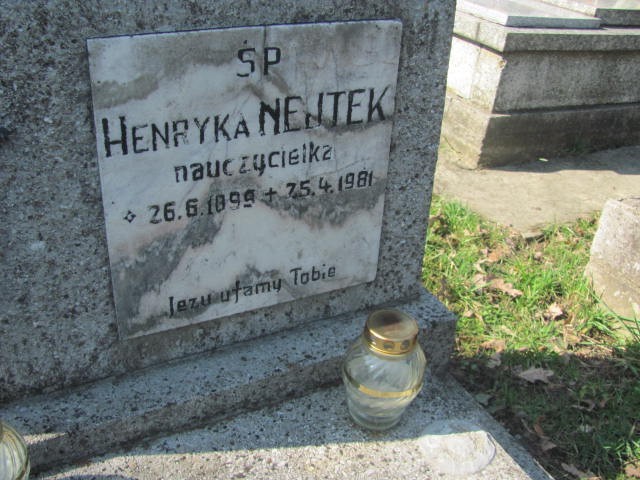 ŚP
HENRYKA NEJTEK
nauczycielka
* 26.6.1899 + 25.4.1981
Jezu ufamy Tobie